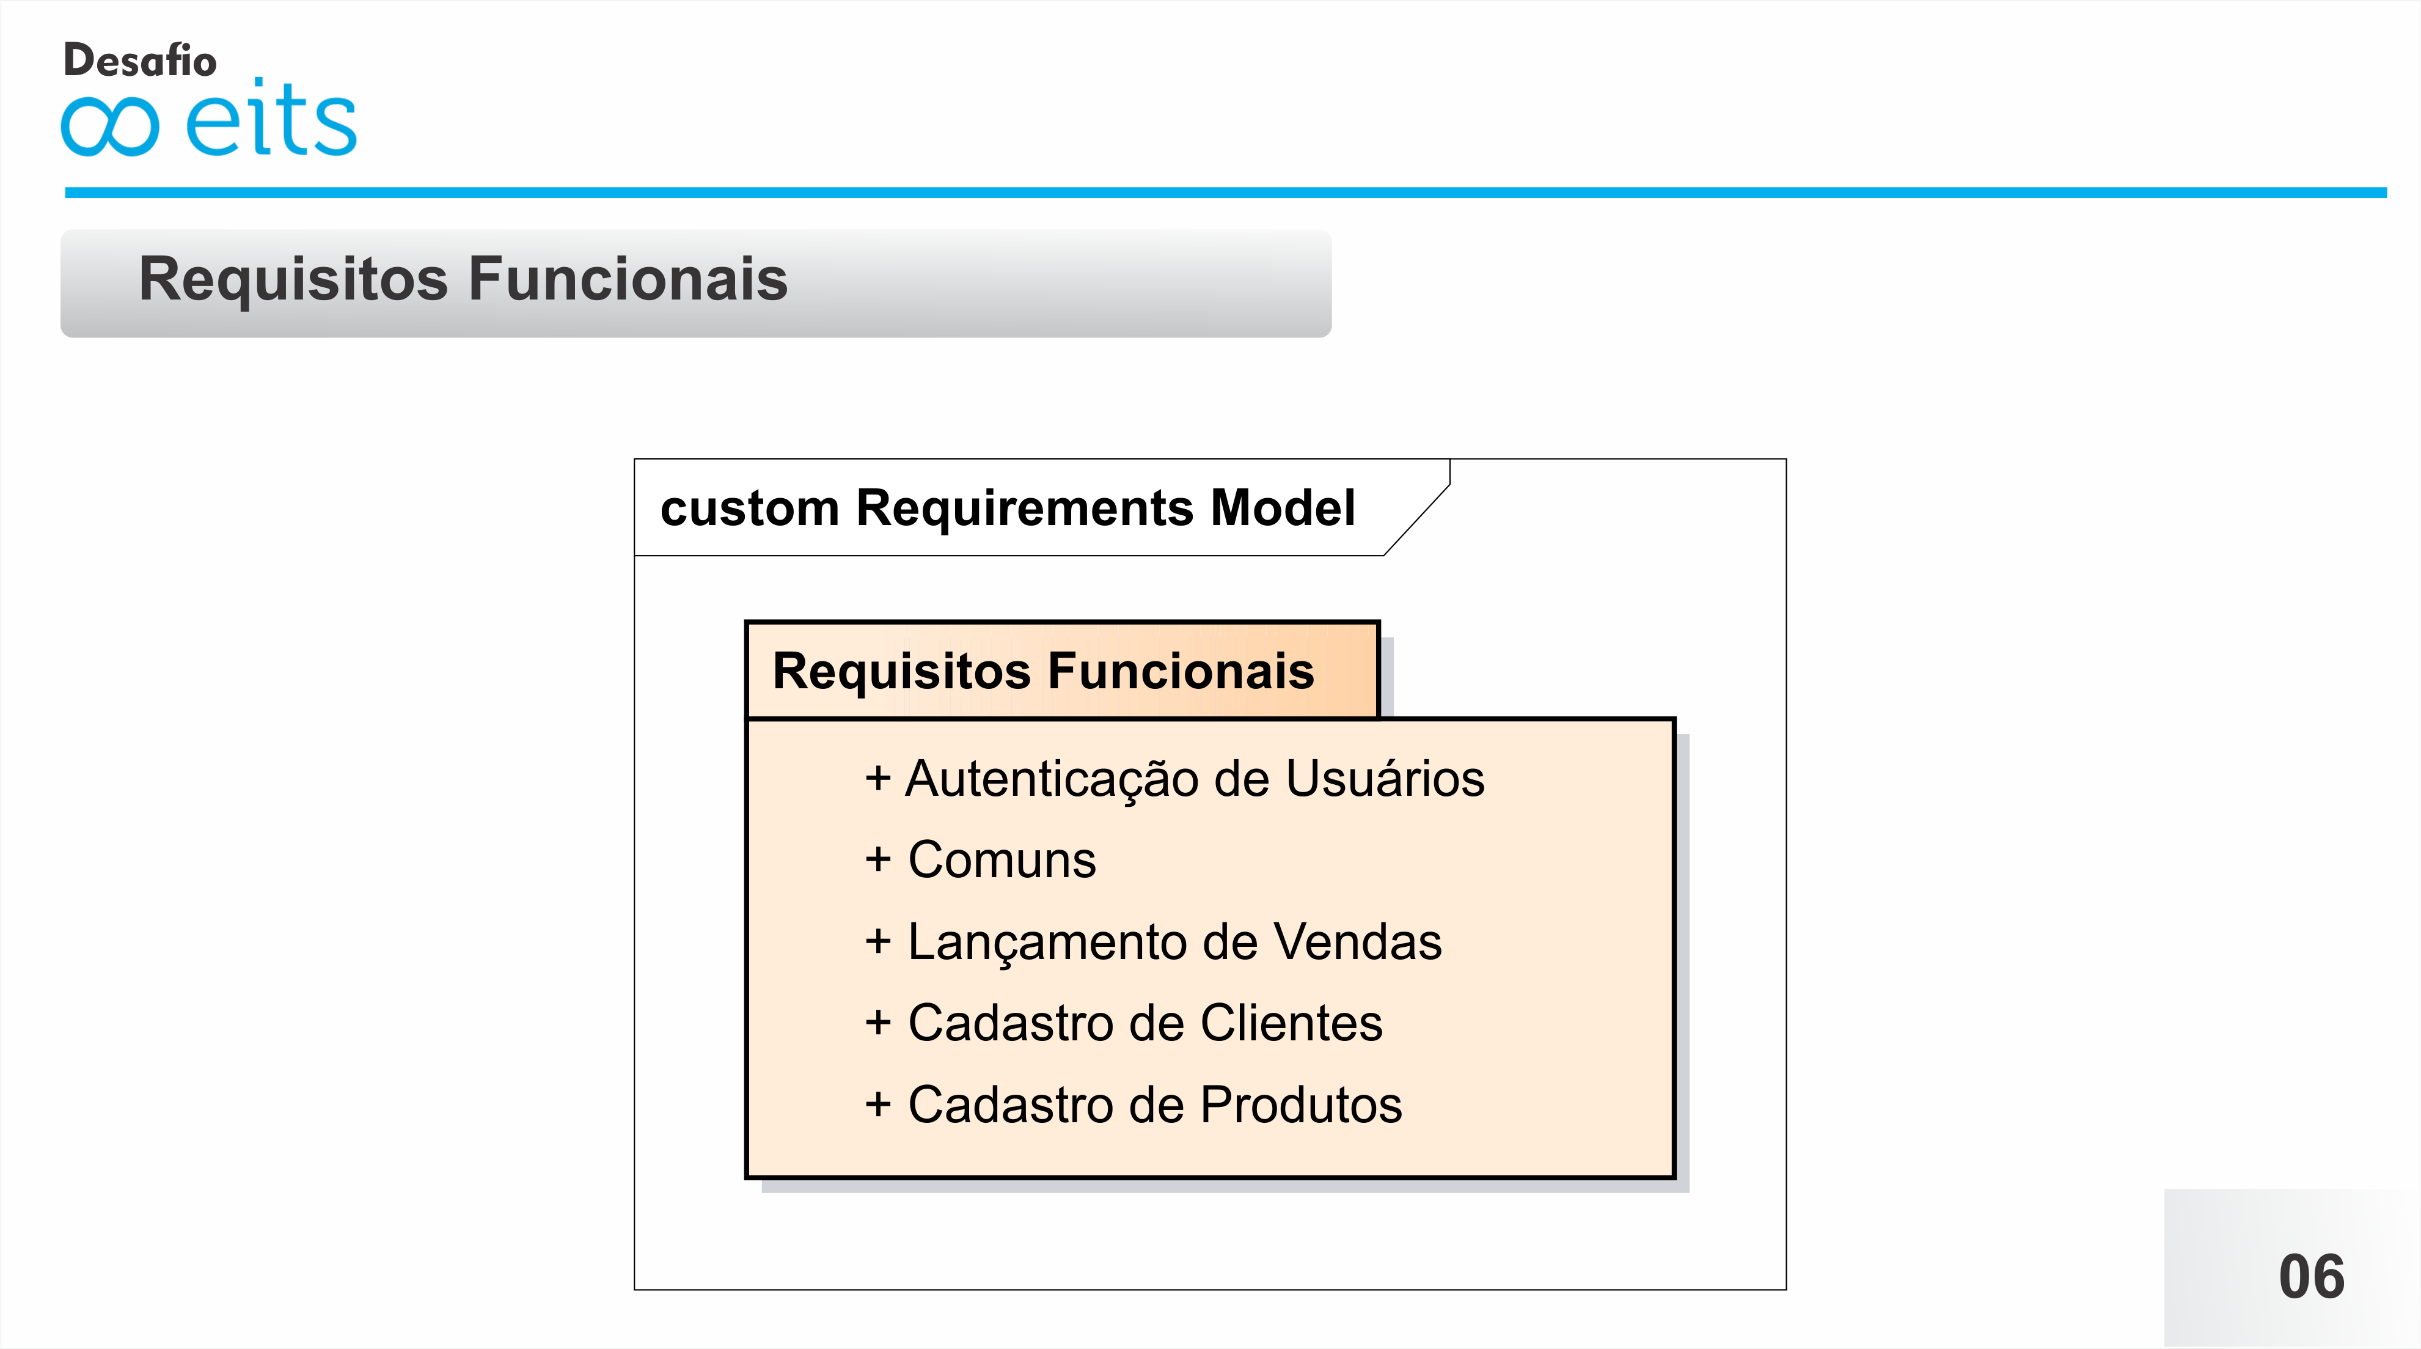 Desafio
eits
Requisitos Funcionais
custom Requirements Model
Requisitos Funcionais
+ Autenticação de Usuários
+ Comuns
+ Lançamento de Vendas
+ Cadastro de Clientes
+ Cadastro de Produtos
06